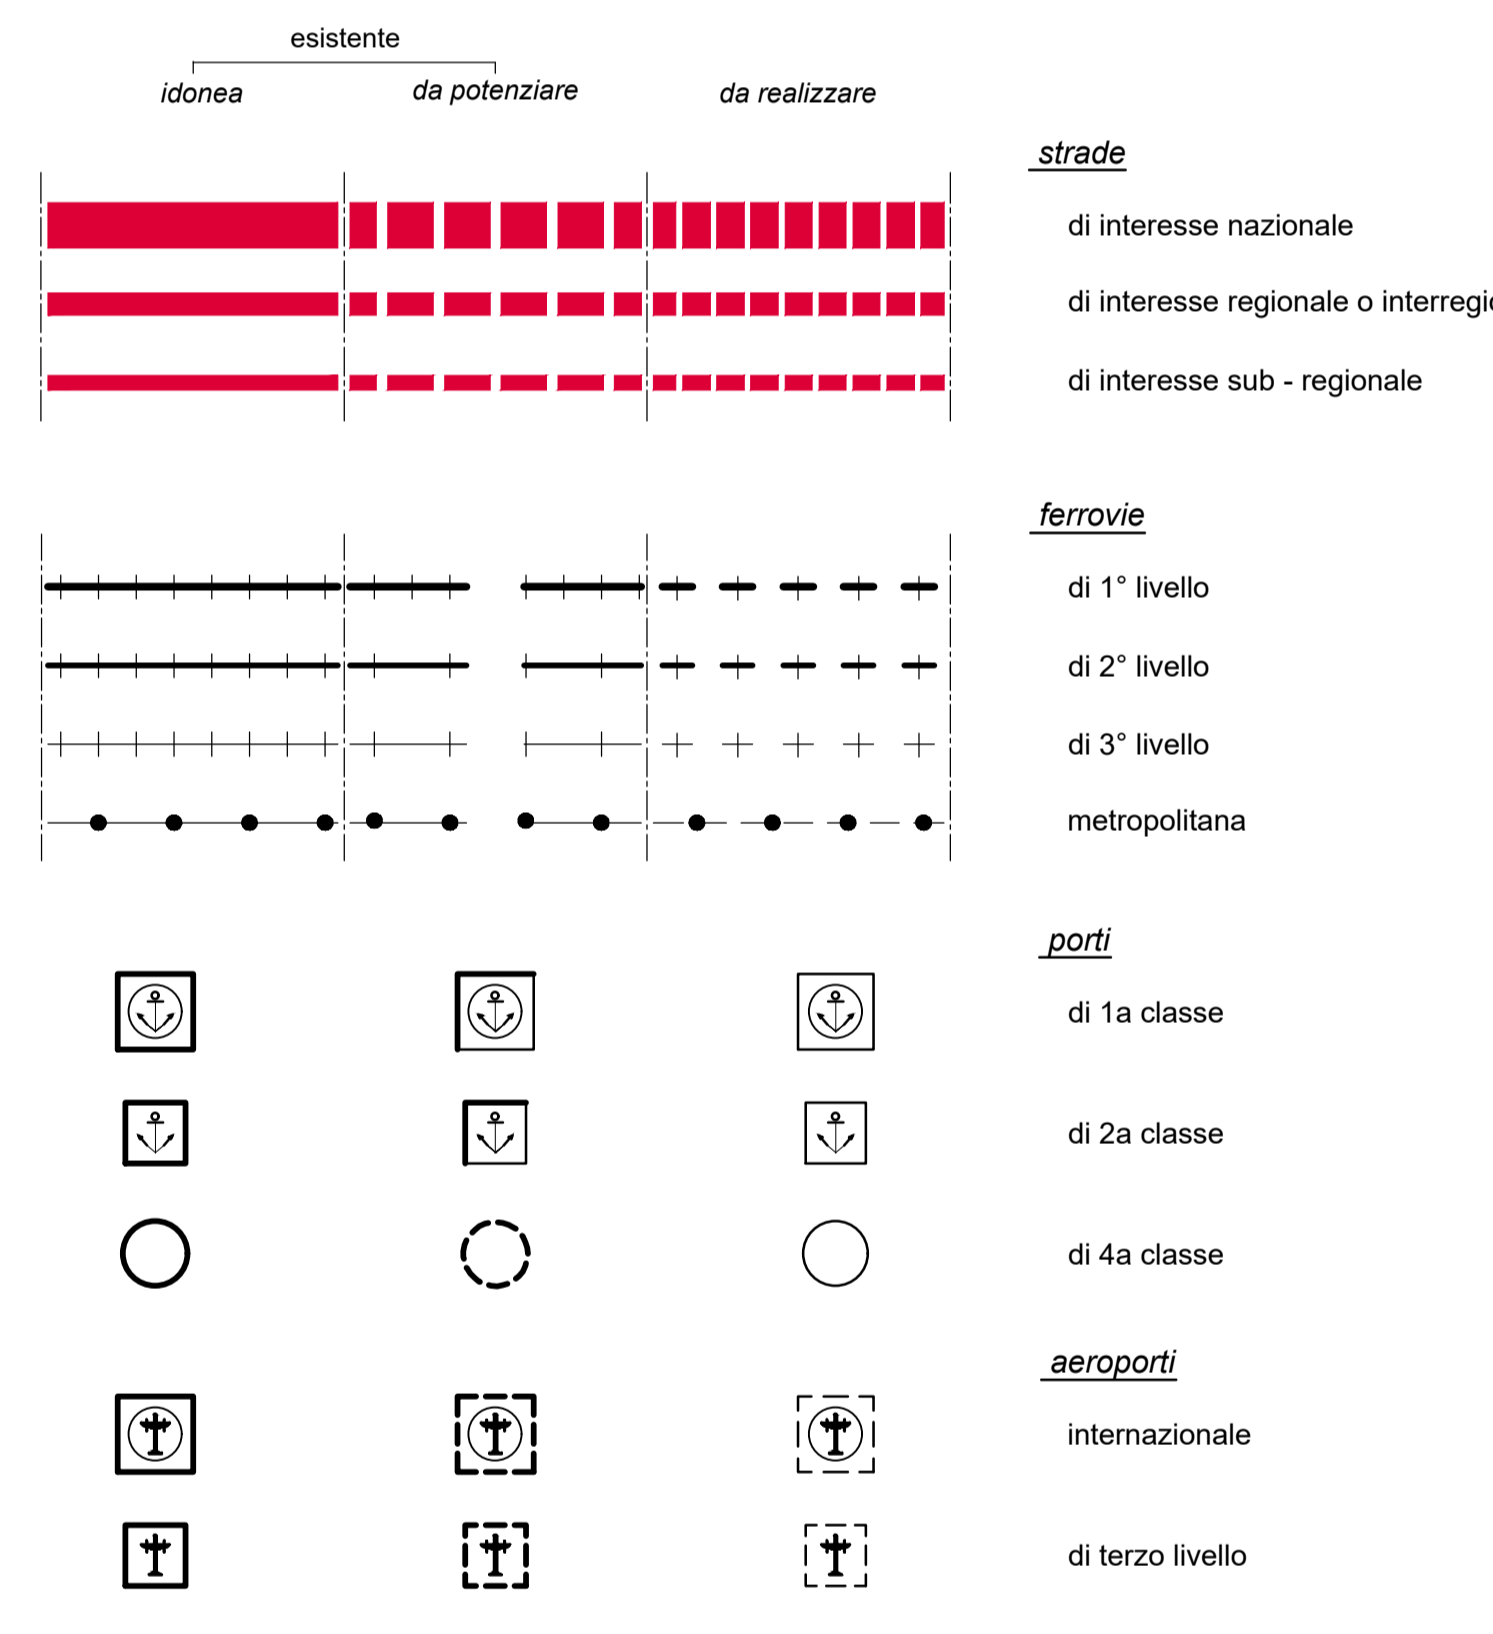 esistente
idonea da potenziare da realizzare
strade
di interesse nazionale
di interesse regionale o
di interesse sub - regionale
ferrovie
di 1° livello
di 2° livello
di 3° livello
metropolitana
porti
di 1a classe
di 2a classe
di 4a classe
aeroporti
internazionale
di terzo livello